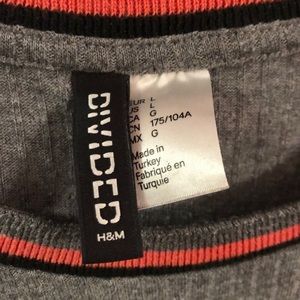 DIVIDED
H&M
EUR L
US L
CA G
CN 175/104A
MX G
Made in
Turkey
Fabriqué en
Turquie